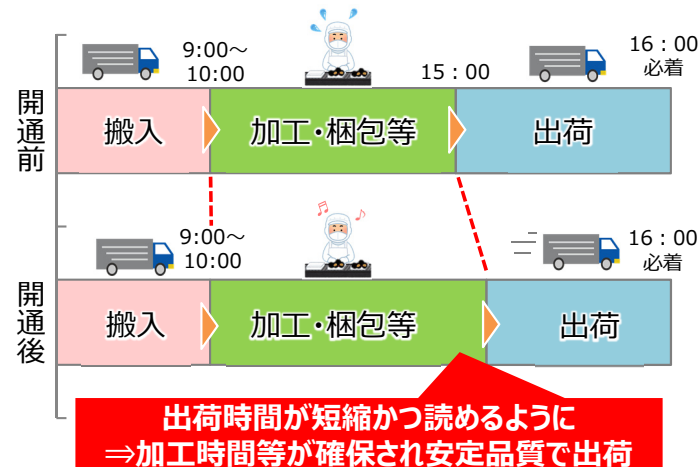 開通前
9:00～
10:00
15：00
16：00
必着
搬入
加工・梱包等
出荷
開通後
9:00～
10:00
16：00
必着
搬入
加工・梱包等
出荷
出荷時間が短縮かつ読めるように
⇒加工時間等が確保され安定品質で出荷